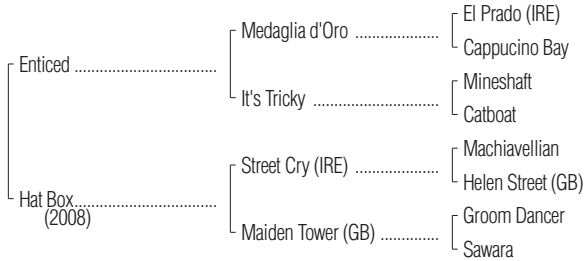 El Prado (IRE)
Medaglia d'Oro ..................
Cappucino Bay
Enticed ...............................
Mineshaft
It's Tricky ...........................
Catboat
Machiavellian
Street Cry (IRE) ..................
Helen Street (GB)
Hat Box...............................
(2008)
Groom Dancer
Maiden Tower (GB) .............
Sawara